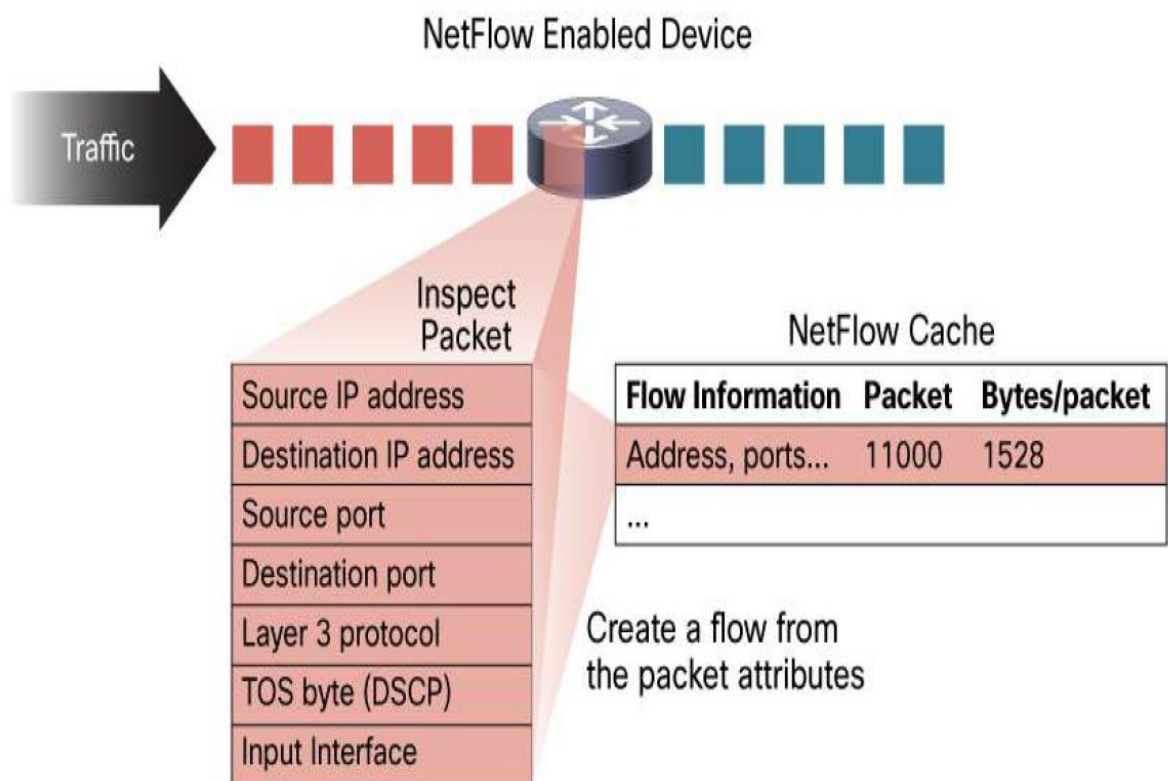 NetFlow Enabled Device
Traffic
Inspect
Packet
Source IP address
Destination IP address
Source port
Destination port
Layer 3 protocol
TOS byte (DSCP)
Input Interface
NetFlow Cache
Flow Information Packet Bytes/packet
Address, ports... 11000 1528
...
Create a flow from
the packet attributes